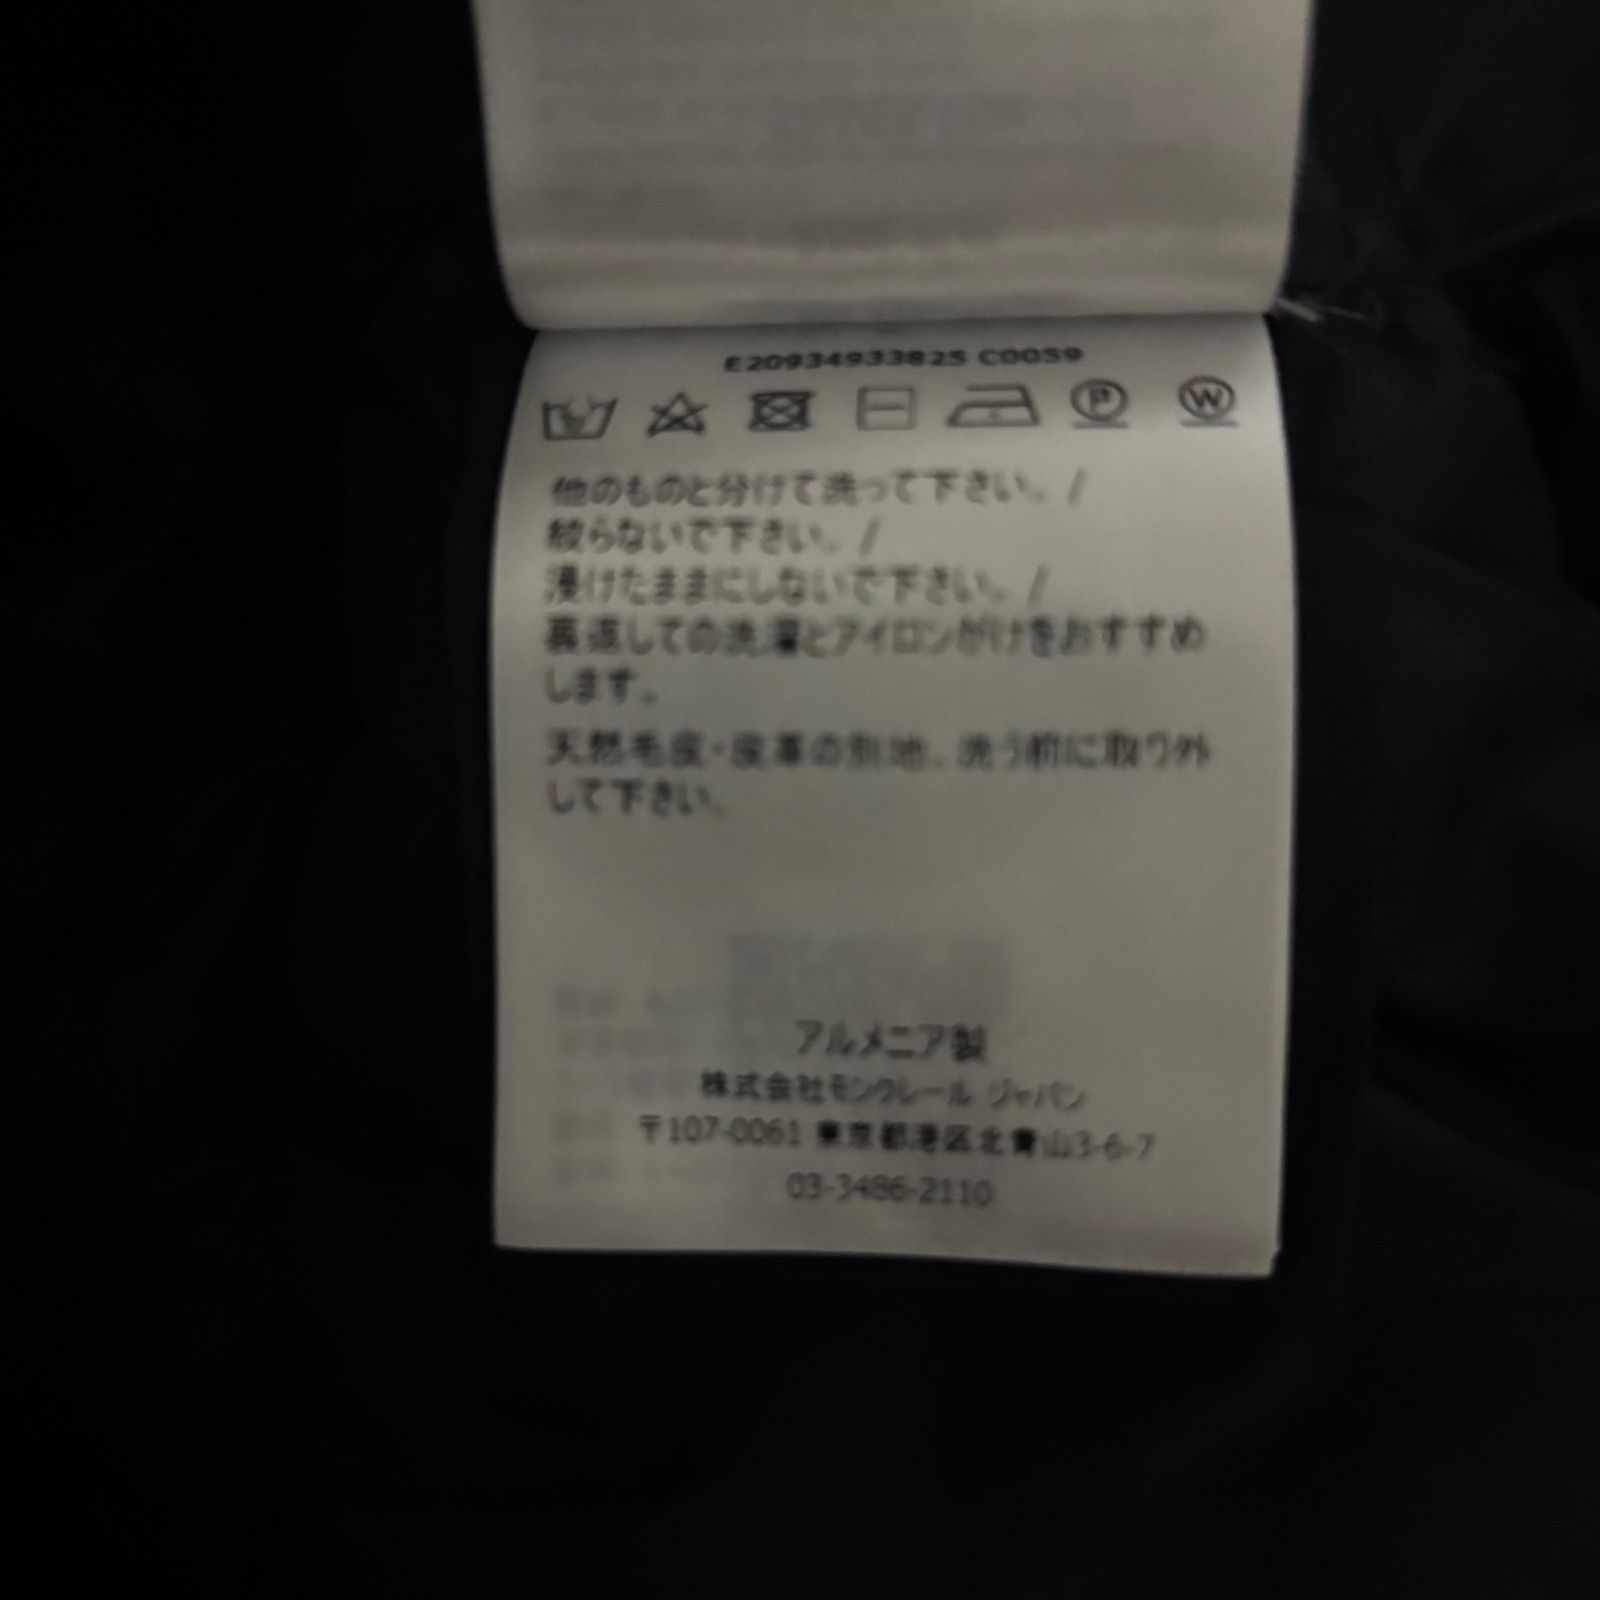 E20934933825 C0059
P W
他のものと分けて洗って下さい。/
絞らないで下さい。/
浸けたままにしないで下さい。/
裏返しての洗濯とアイロンがけをおすすめ
します。
天然毛皮・皮革の別地。洗う前に取り外
して下さい。
アルメニア製
株式会社モンクレール ジャパン
〒107-0061 東京都港区北青山3-6-7
03-3486-2110